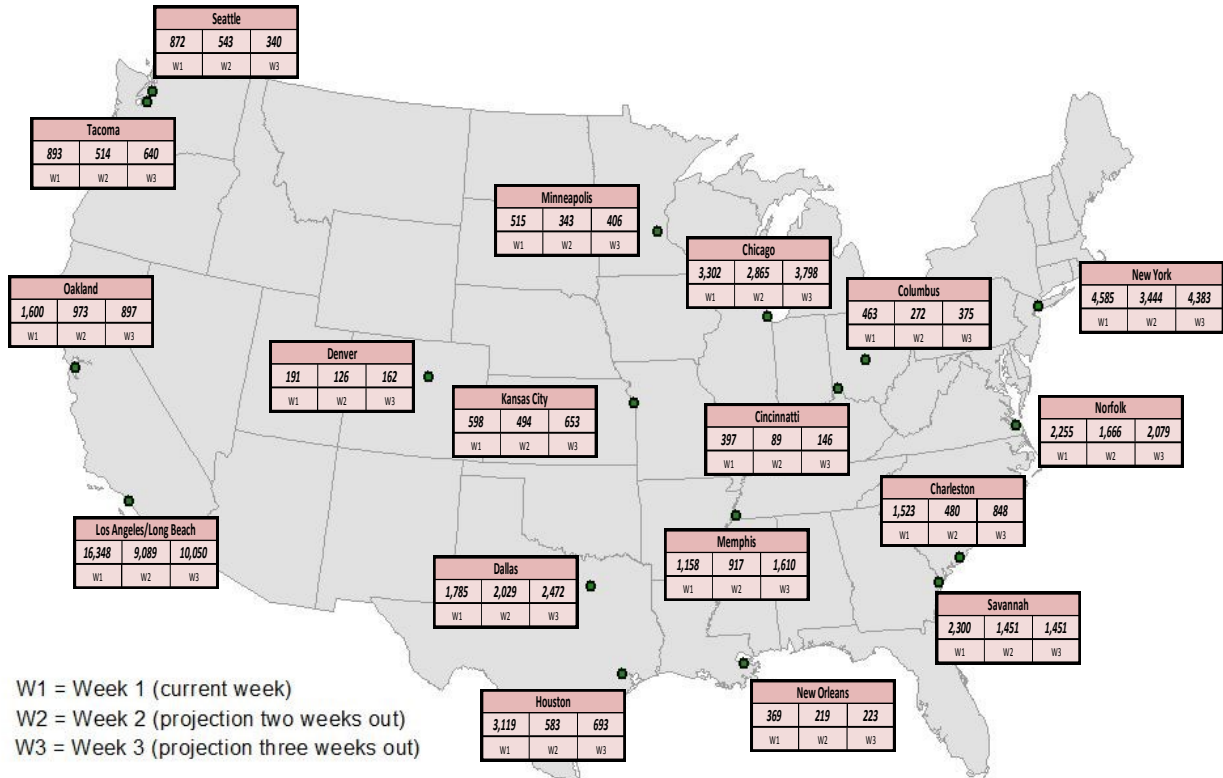 Seattle
872 543 340
W1 W2 W3
Tacoma
893 514 640
W1 W2 W3
Minneapolis
515 343 406
W1 W2 W3
Chicago
3,302 2,865 3,798
W1 W2 W3
New York
4,585 3,444 4,383
W1 W2 W3
Oakland
1,600 973 897
W1 W2 W3
Columbus
463 272 375
W1 W2 W3
Denver
191 126 162
W1 W2 W3
Kansas City
598 494 653
W1 W2 W3
Cincinnatti
397 89 146
W1 W2 W3
Norfolk
2,255 1,666 2,079
W1 W2 W3
Charleston
1,523 480 848
W1 W2 W3
Los Angeles/Long Beach
16,348 9,089 10,050
W1 W2 W3
Memphis
1,158 917 1,610
W1 W2 W3
Dallas
1,785 2,029 2,472
W1 W2 W3
Savannah
2,300 1,451 1,451
W1 W2 W3
New Orleans
369 219 223
W1 W2 W3
Houston
3,119 583 693
W1 W2 W3
W1 = Week 1 (current week)
W2 = Week 2 (projection two weeks out)
W3 = Week 3 (projection three weeks out)